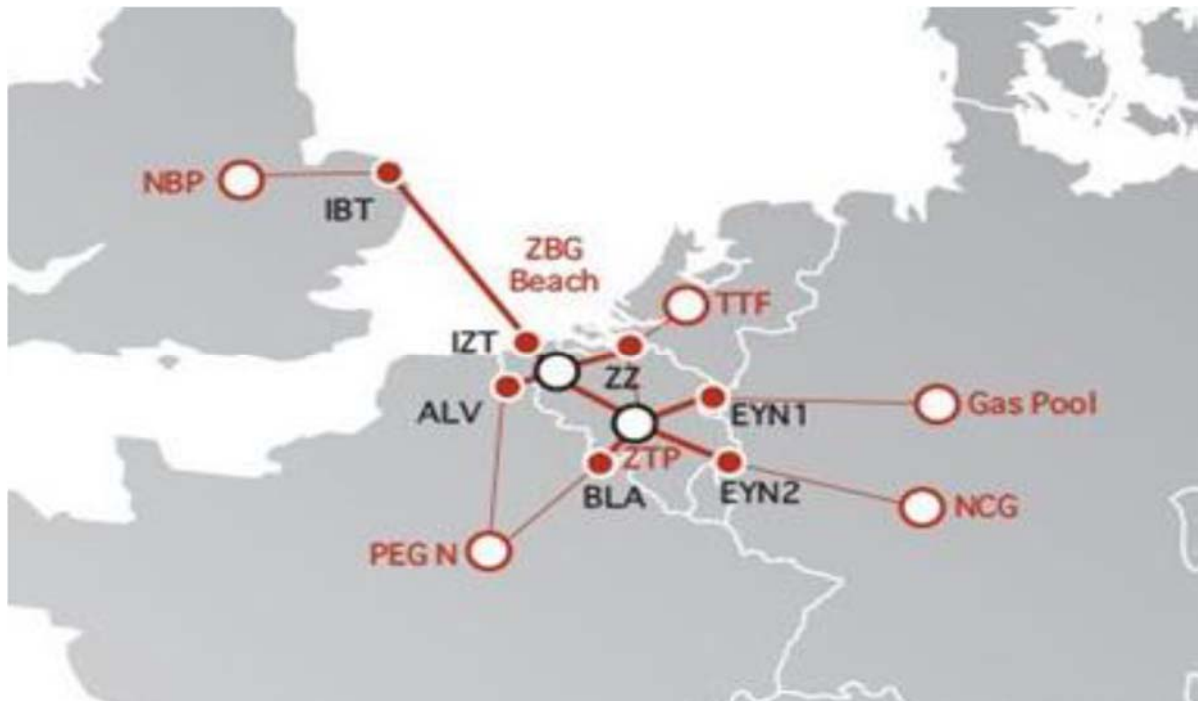 NBP
IBT
ZBG
Beach
TTF
IZT
ZZ
ALV
EYN1
Gas Pool
ZTP
BLA
EYN2
NCG
PEG N